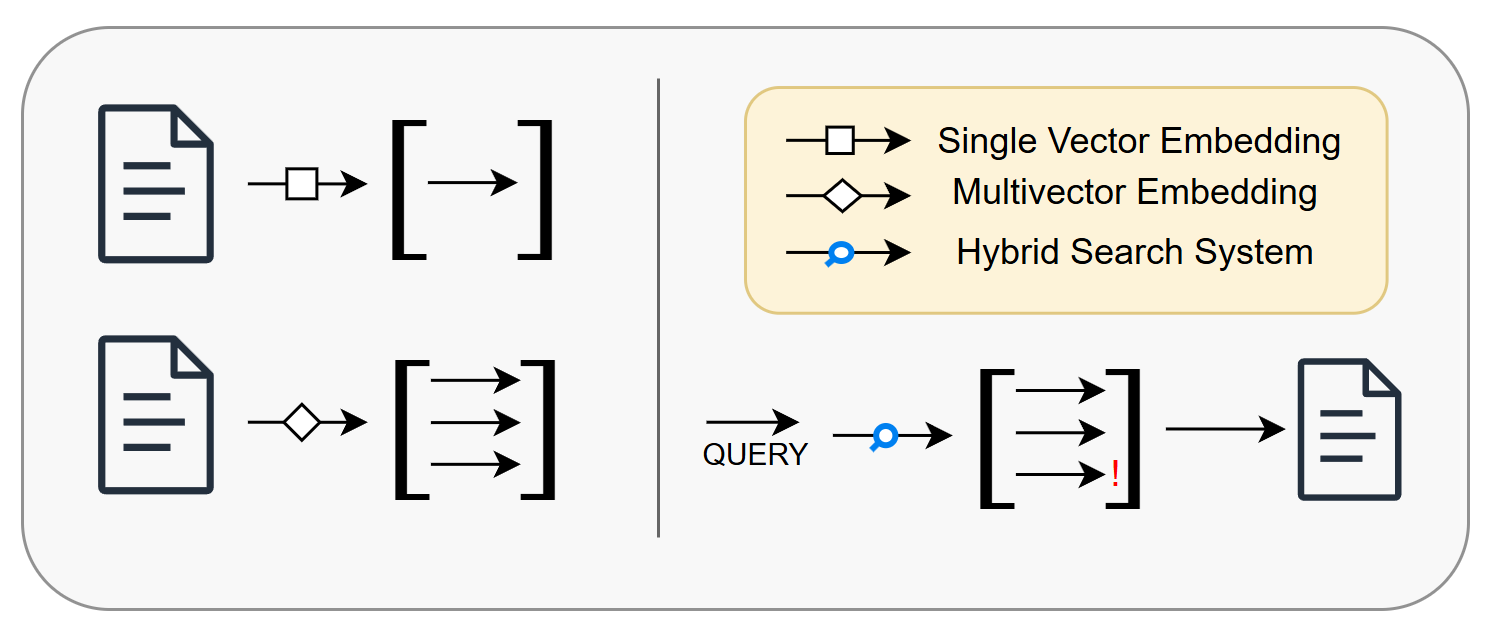 Single Vector Embedding
Multivector Embedding
Hybrid Search System
QUERY
!